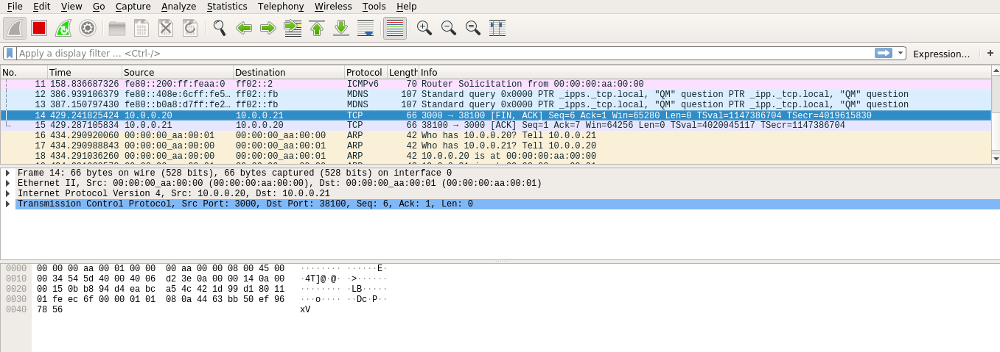 File Edit View Go Capture Analyze Statistics Telephony Wireless Tools Help
Apply a display filter ... <Ctrl-/> Expression... +
No. Time Source Destination Protocol Length Info
11 158.836687326 fe80::200:ff:feaa:0 ff02::2 ICMPv6 70 Router Solicitation from 00:00:00:aa:00:00
12 386.939106379 fe80::408e:6cff:fe5… ff02::fb MDNS 107 Standard query 0x0000 PTR _ipps._tcp.local, "QM" question PTR _ipp._tcp.local, "QM" question
13 387.150797430 fe80::b0a8:d7ff:fe2… ff02::fb MDNS 107 Standard query 0x0000 PTR _ipps._tcp.local, "QM" question PTR _ipp._tcp.local, "QM" question
14 429.241825424 10.0.0.20 10.0.0.21 TCP 66 3000 → 38100 [FIN, ACK] Seq=6 Ack=1 Win=65280 Len=0 TSval=1147386704 TSecr=4019615830
15 429.287105834 10.0.0.21 10.0.0.20 TCP 66 38100 → 3000 [ACK] Seq=1 Ack=7 Win=64256 Len=0 TSval=4020045117 TSecr=1147386704
16 434.290920060 00:00:00_aa:00:01 00:00:00_aa:00:00 ARP 42 Who has 10.0.0.20? Tell 10.0.0.21
17 434.290988843 00:00:00_aa:00:00 00:00:00_aa:00:01 ARP 42 Who has 10.0.0.21? Tell 10.0.0.20
18 434.291036260 00:00:00_aa:00:00 00:00:00_aa:00:01 ARP 42 10.0.0.20 is at 00:00:00:aa:00:00
Frame 14: 66 bytes on wire (528 bits), 66 bytes captured (528 bits) on interface 0
Ethernet II, Src: 00:00:00_aa:00:00 (00:00:00:aa:00:00), Dst: 00:00:00_aa:00:01 (00:00:00:aa:00:01)
Internet Protocol Version 4, Src: 10.0.0.20, Dst: 10.0.0.21
Transmission Control Protocol, Src Port: 3000, Dst Port: 38100, Seq: 6, Ack: 1, Len: 0
0000 00 00 00 aa 00 01 00 00 00 aa 00 00 08 00 45 00 ········ ······E·
0010 00 34 54 5d 40 00 40 06 d2 3e 0a 00 00 14 0a 00 ·4T]@·@· ·>······
0020 00 15 0b b8 94 d4 ea bc a5 4c 42 1d 99 d1 80 11 ········ ·LB·····
0030 01 fe ec 6f 00 00 01 01 08 0a 44 63 bb 50 ef 96 ···o···· ··Dc·P··
0040 78 56 xV